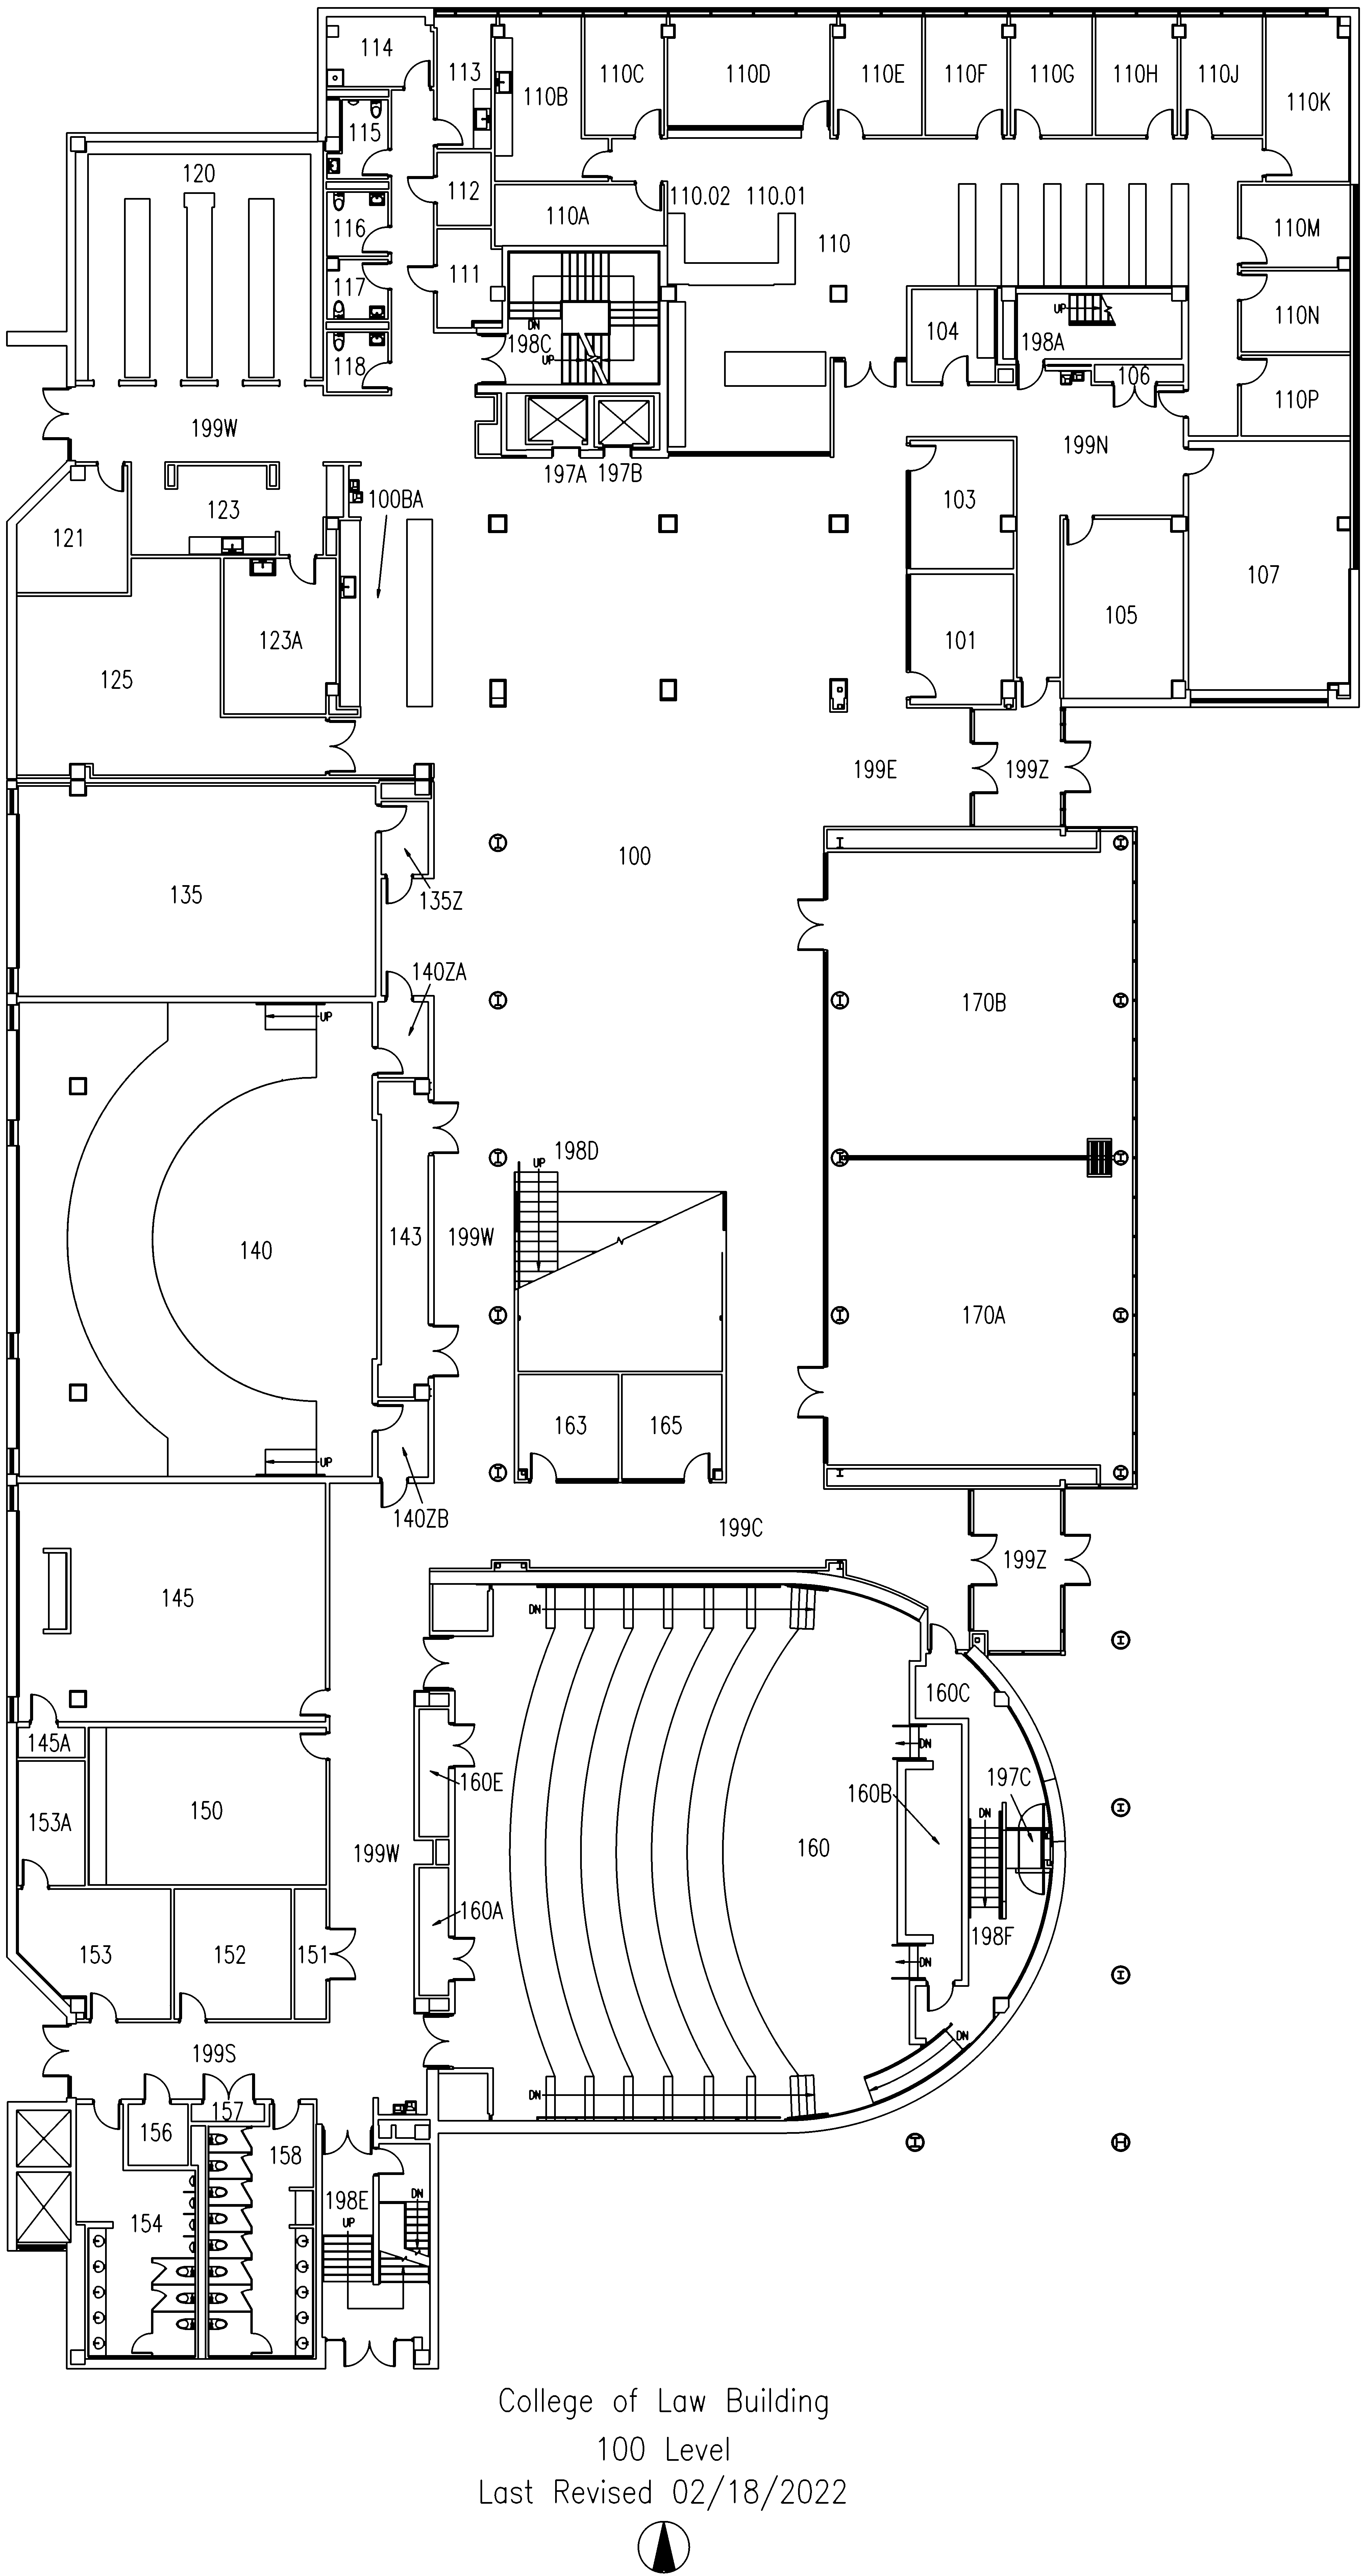 114
113
110B
110C
110D
110E
110F
110G
110H
110J
110K
115
120
112
116
110A
110.02
110.01
110
110M
111
117
DN
198C
UP
104
UP
198A
110N
118
106
110P
199W
199N
197A
197B
121
123
100BA
103
107
123A
101
105
125
199E
199Z
100
135
135Z
140ZA
170B
UP
198D
UP
140
143
199W
170A
163
165
UP
140ZB
199C
199Z
145
DN
160C
145A
DN
160E
197C
153A
150
160B
DN
199W
160
160A
198F
153
152
151
DN
199S
DN
DN
156
157
158
154
198E
DN
UP
College of Law Building
100 Level
Last Revised 02/18/2022